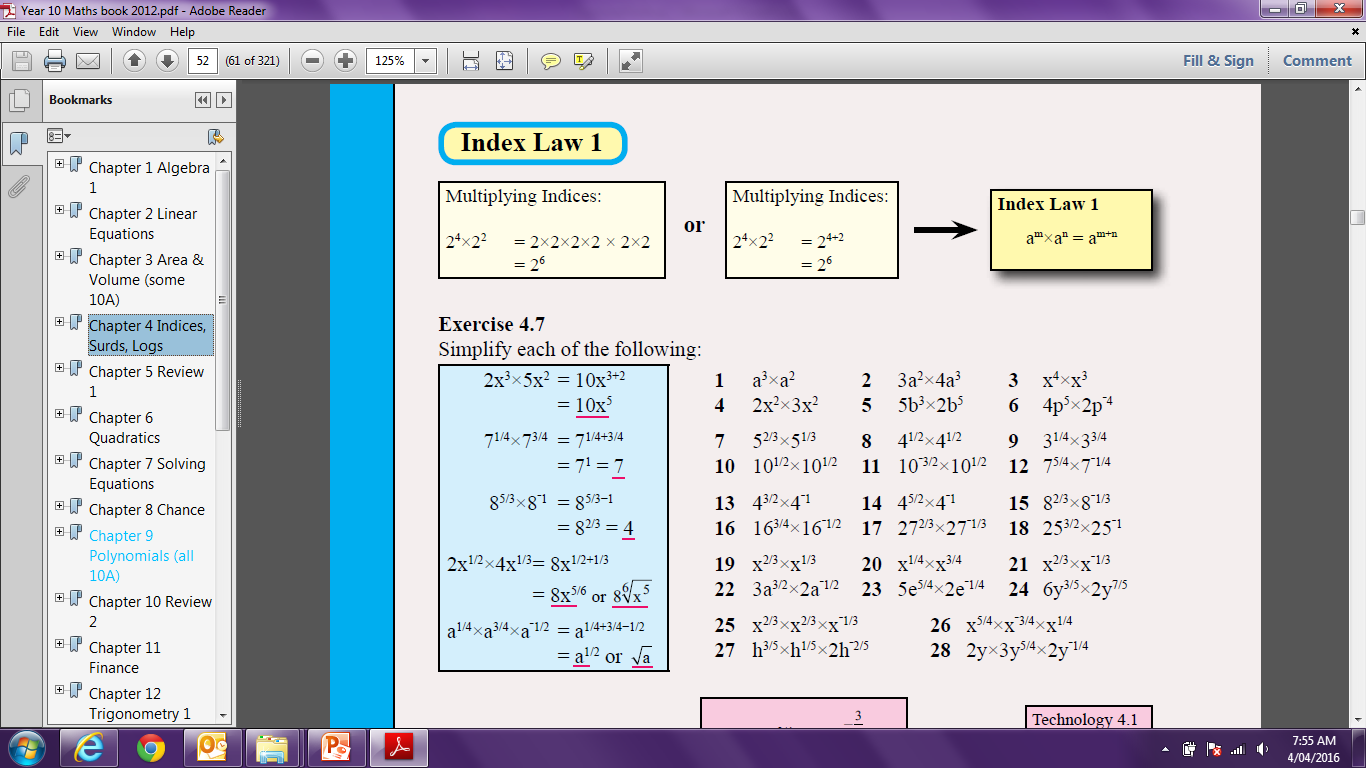 Year 10 Maths book 2012.pdf - Adobe Reader
File Edit View Window Help
52 (61 of 321) 125% Fill & Sign Comment
Bookmarks
Chapter 1 Algebra
1
Chapter 2 Linear
Equations
Chapter 3 Area &
Volume (some
10A)
Chapter 4 Indices,
Surds, Logs
Chapter 5 Review
1
Chapter 6
Quadratics
Chapter 7 Solving
Equations
Chapter 8 Chance
Chapter 9
Polynomials (all
10A)
Chapter 10 Review
2
Chapter 11
Finance
Chapter 12
Trigonometry 1
Index Law 1
Multiplying Indices:
2⁴×2² = 2×2×2×2 × 2×2
= 2⁶
or
Multiplying Indices:
2⁴×2² = 2⁴⁺²
= 2⁶
Index Law 1
aᵐ×aⁿ = aᵐ⁺ⁿ
Exercise 4.7
Simplify each of the following:
2x³×5x² = 10x³⁺²
= 10x⁵
7^1/4×7^3/4 = 7^1/4+3/4
= 7¹ = 7
8^5/3×8⁻¹ = 8^5/3−1
= 8^2/3 = 4
2x^1/2×4x^1/3= 8x^1/2+1/3
= 8x^5/6 or 8⁶√x⁵
a^1/4×a^3/4×a^−1/2 = a^1/4+3/4−1/2
= a^1/2 or √a
1 a³×a² 2 3a²×4a³ 3 x⁴×x³
4 2x²×3x² 5 5b³×2b⁵ 6 4p⁵×2p⁻⁴
7 5^2/3×5^1/3 8 4^1/2×4^1/2 9 3^1/4×3^3/4
10 10^1/2×10^1/2 11 10^−3/2×10^1/2 12 7^5/4×7^−1/4
13 4^3/2×4⁻¹ 14 4^5/2×4⁻¹ 15 8^2/3×8^−1/3
16 16^3/4×16^−1/2 17 27^2/3×27^−1/3 18 25^3/2×25⁻¹
19 x^2/3×x^1/3 20 x^1/4×x^3/4 21 x^2/3×x^−1/3
22 3a^3/2×2a^−1/2 23 5e^5/4×2e^−1/4 24 6y^3/5×2y^7/5
25 x^2/3×x^2/3×x^−1/3 26 x^5/4×x^−3/4×x^1/4
27 h^3/5×h^1/5×2h^−2/5 28 2y×3y^5/4×2y^−1/4
3
Technology 4.1
7:55 AM
4/04/2016